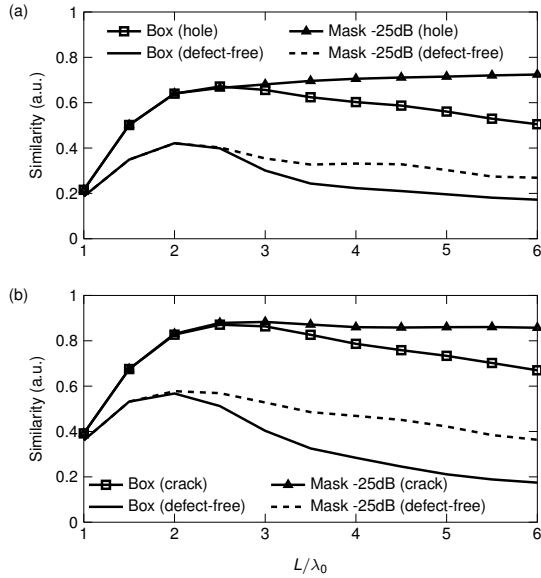 (a)
1
Box (hole)
Mask -25dB (hole)
Box (defect-free)
Mask -25dB (defect-free)
0.8
0.6
0.4
0.2
0
Similarity (a.u.)
1 2 3 4 5 6
(b)
1
0.8
0.6
0.4
0.2
0
Similarity (a.u.)
Box (crack)
Mask -25dB (crack)
Box (defect-free)
Mask -25dB (defect-free)
1 2 3 4 5 6
L/λ₀